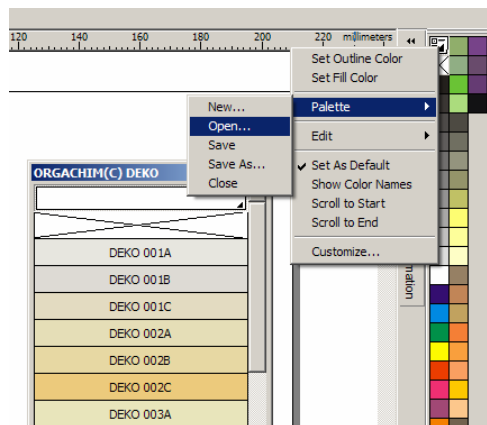 120 140 160 180 200 220 millimeters
Set Outline Color
Set Fill Color
Palette
Edit
Set As Default
Show Color Names
Scroll to Start
Scroll to End
Customize...
New...
Open...
Save
Save As...
Close
ORGACHIM(C) DEKO
DEKO 001A
DEKO 001B
DEKO 001C
DEKO 002A
DEKO 002B
DEKO 002C
DEKO 003A